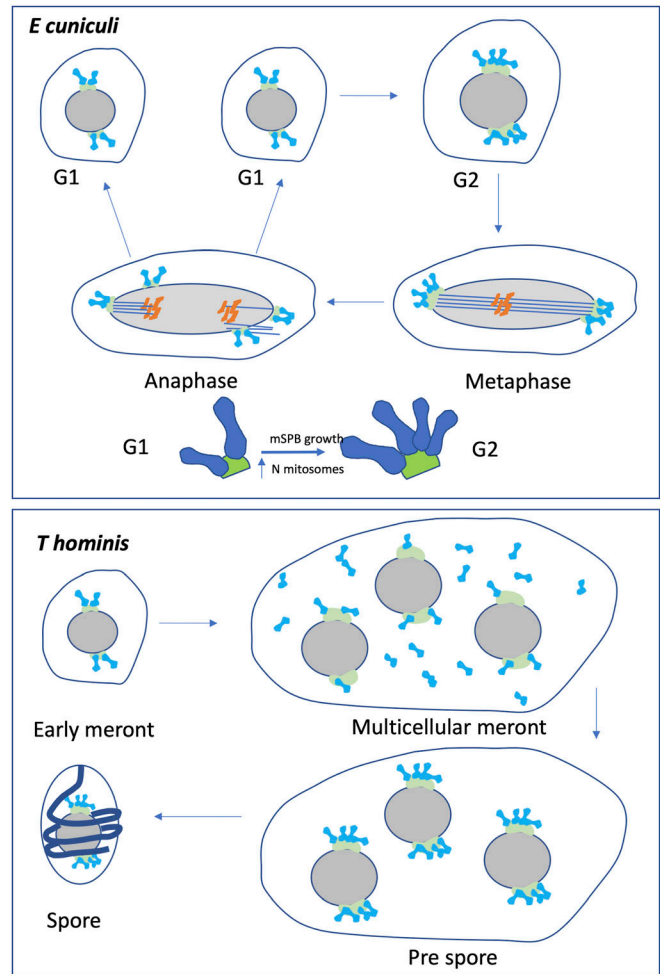 E cuniculi
G1
G1
G2
Anaphase
Metaphase
G1
mSPB growth
N mitosomes
G2
T hominis
Early meront
Multicellular meront
Spore
Pre spore